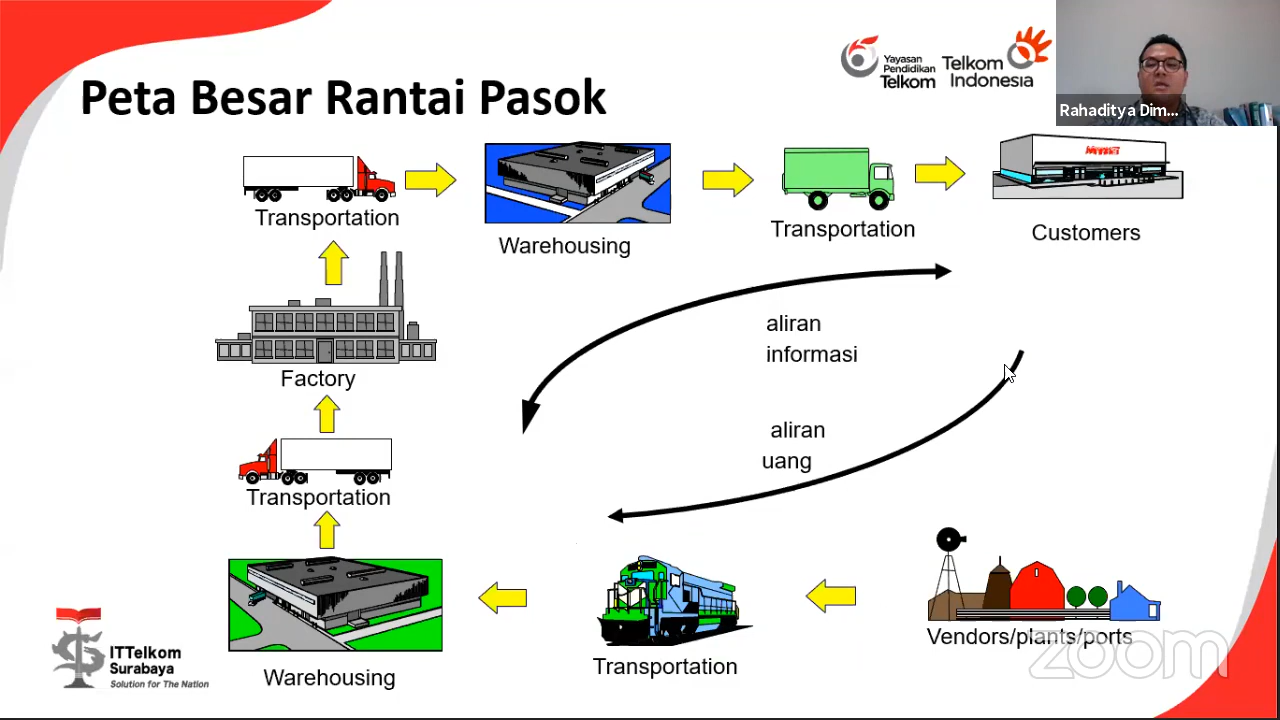 Peta Besar Rantai Pasok
Yayasan
Pendidikan
Telkom
Telkom
Indonesia
Rahaditya Dim...
Transportation
Warehousing
Transportation
MARKET
Customers
Factory
aliran
informasi
Transportation
aliran
uang
Warehousing
Transportation
Vendors/plants/ports
ITTelkom
Surabaya
Solution for The Nation
zoom